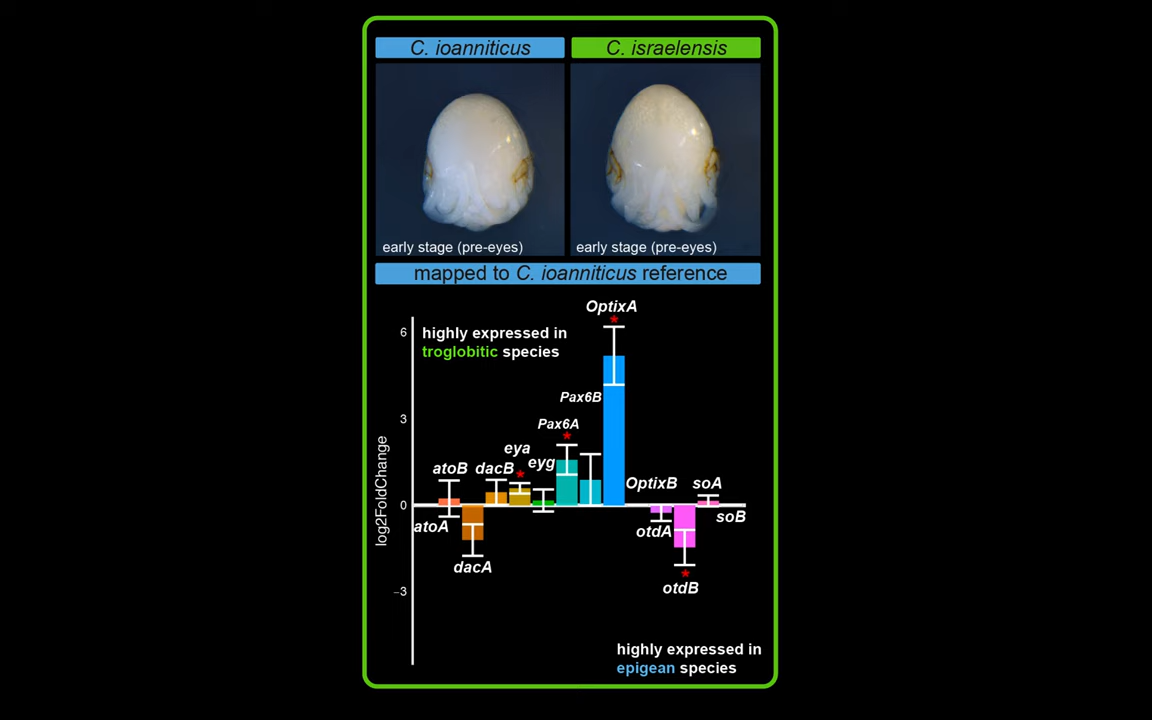 C. ioanniticus
C. israelensis
early stage (pre-eyes)
early stage (pre-eyes)
mapped to C. ioanniticus reference
log2FoldChange
6
3
0
−3
highly expressed in
troglobitic species
atoA
atoB
dacA
dacB
eya
eyg
Pax6A
*
Pax6B
OptixA
*
OptixB
otdA
otdB
*
soA
soB
*
highly expressed in
epigean species